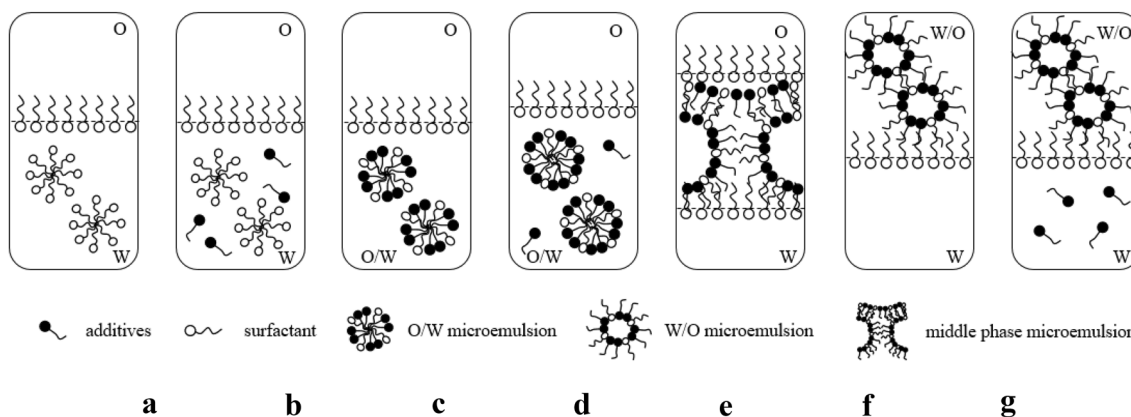 O O O O O W/O W/O
W W O/W O/W W W W
additives surfactant O/W microemulsion W/O microemulsion middle phase microemulsion
a b c d e f g